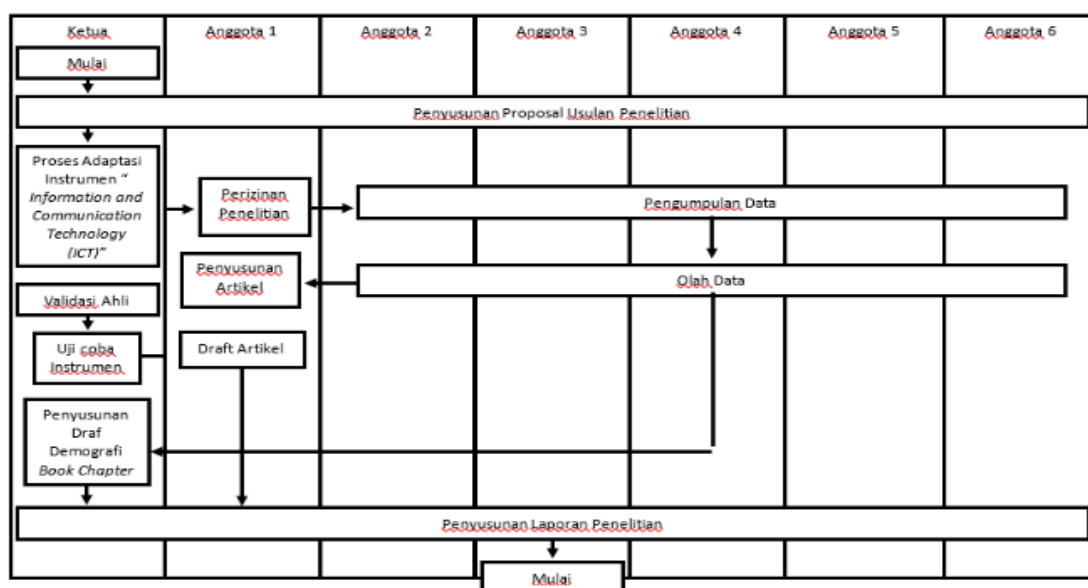 Ketua
Anggota 1
Anggota 2
Anggota 3
Anggota 4
Anggota 5
Anggota 6
Mulai
Penyusunan Proposal Usulan Penelitian
Proses Adaptasi
Instrumen “
Information and
Communication
Technology
(ICT)”
Perizinan
Penelitian
Pengumpulan Data
Penyusunan
Artikel
Olah Data
Validasi Ahli
Uji coba
Instrumen
Draft Artikel
Penyusunan
Draf
Demografi
Book Chapter
Penyusunan Laporan Penelitian
Mulai